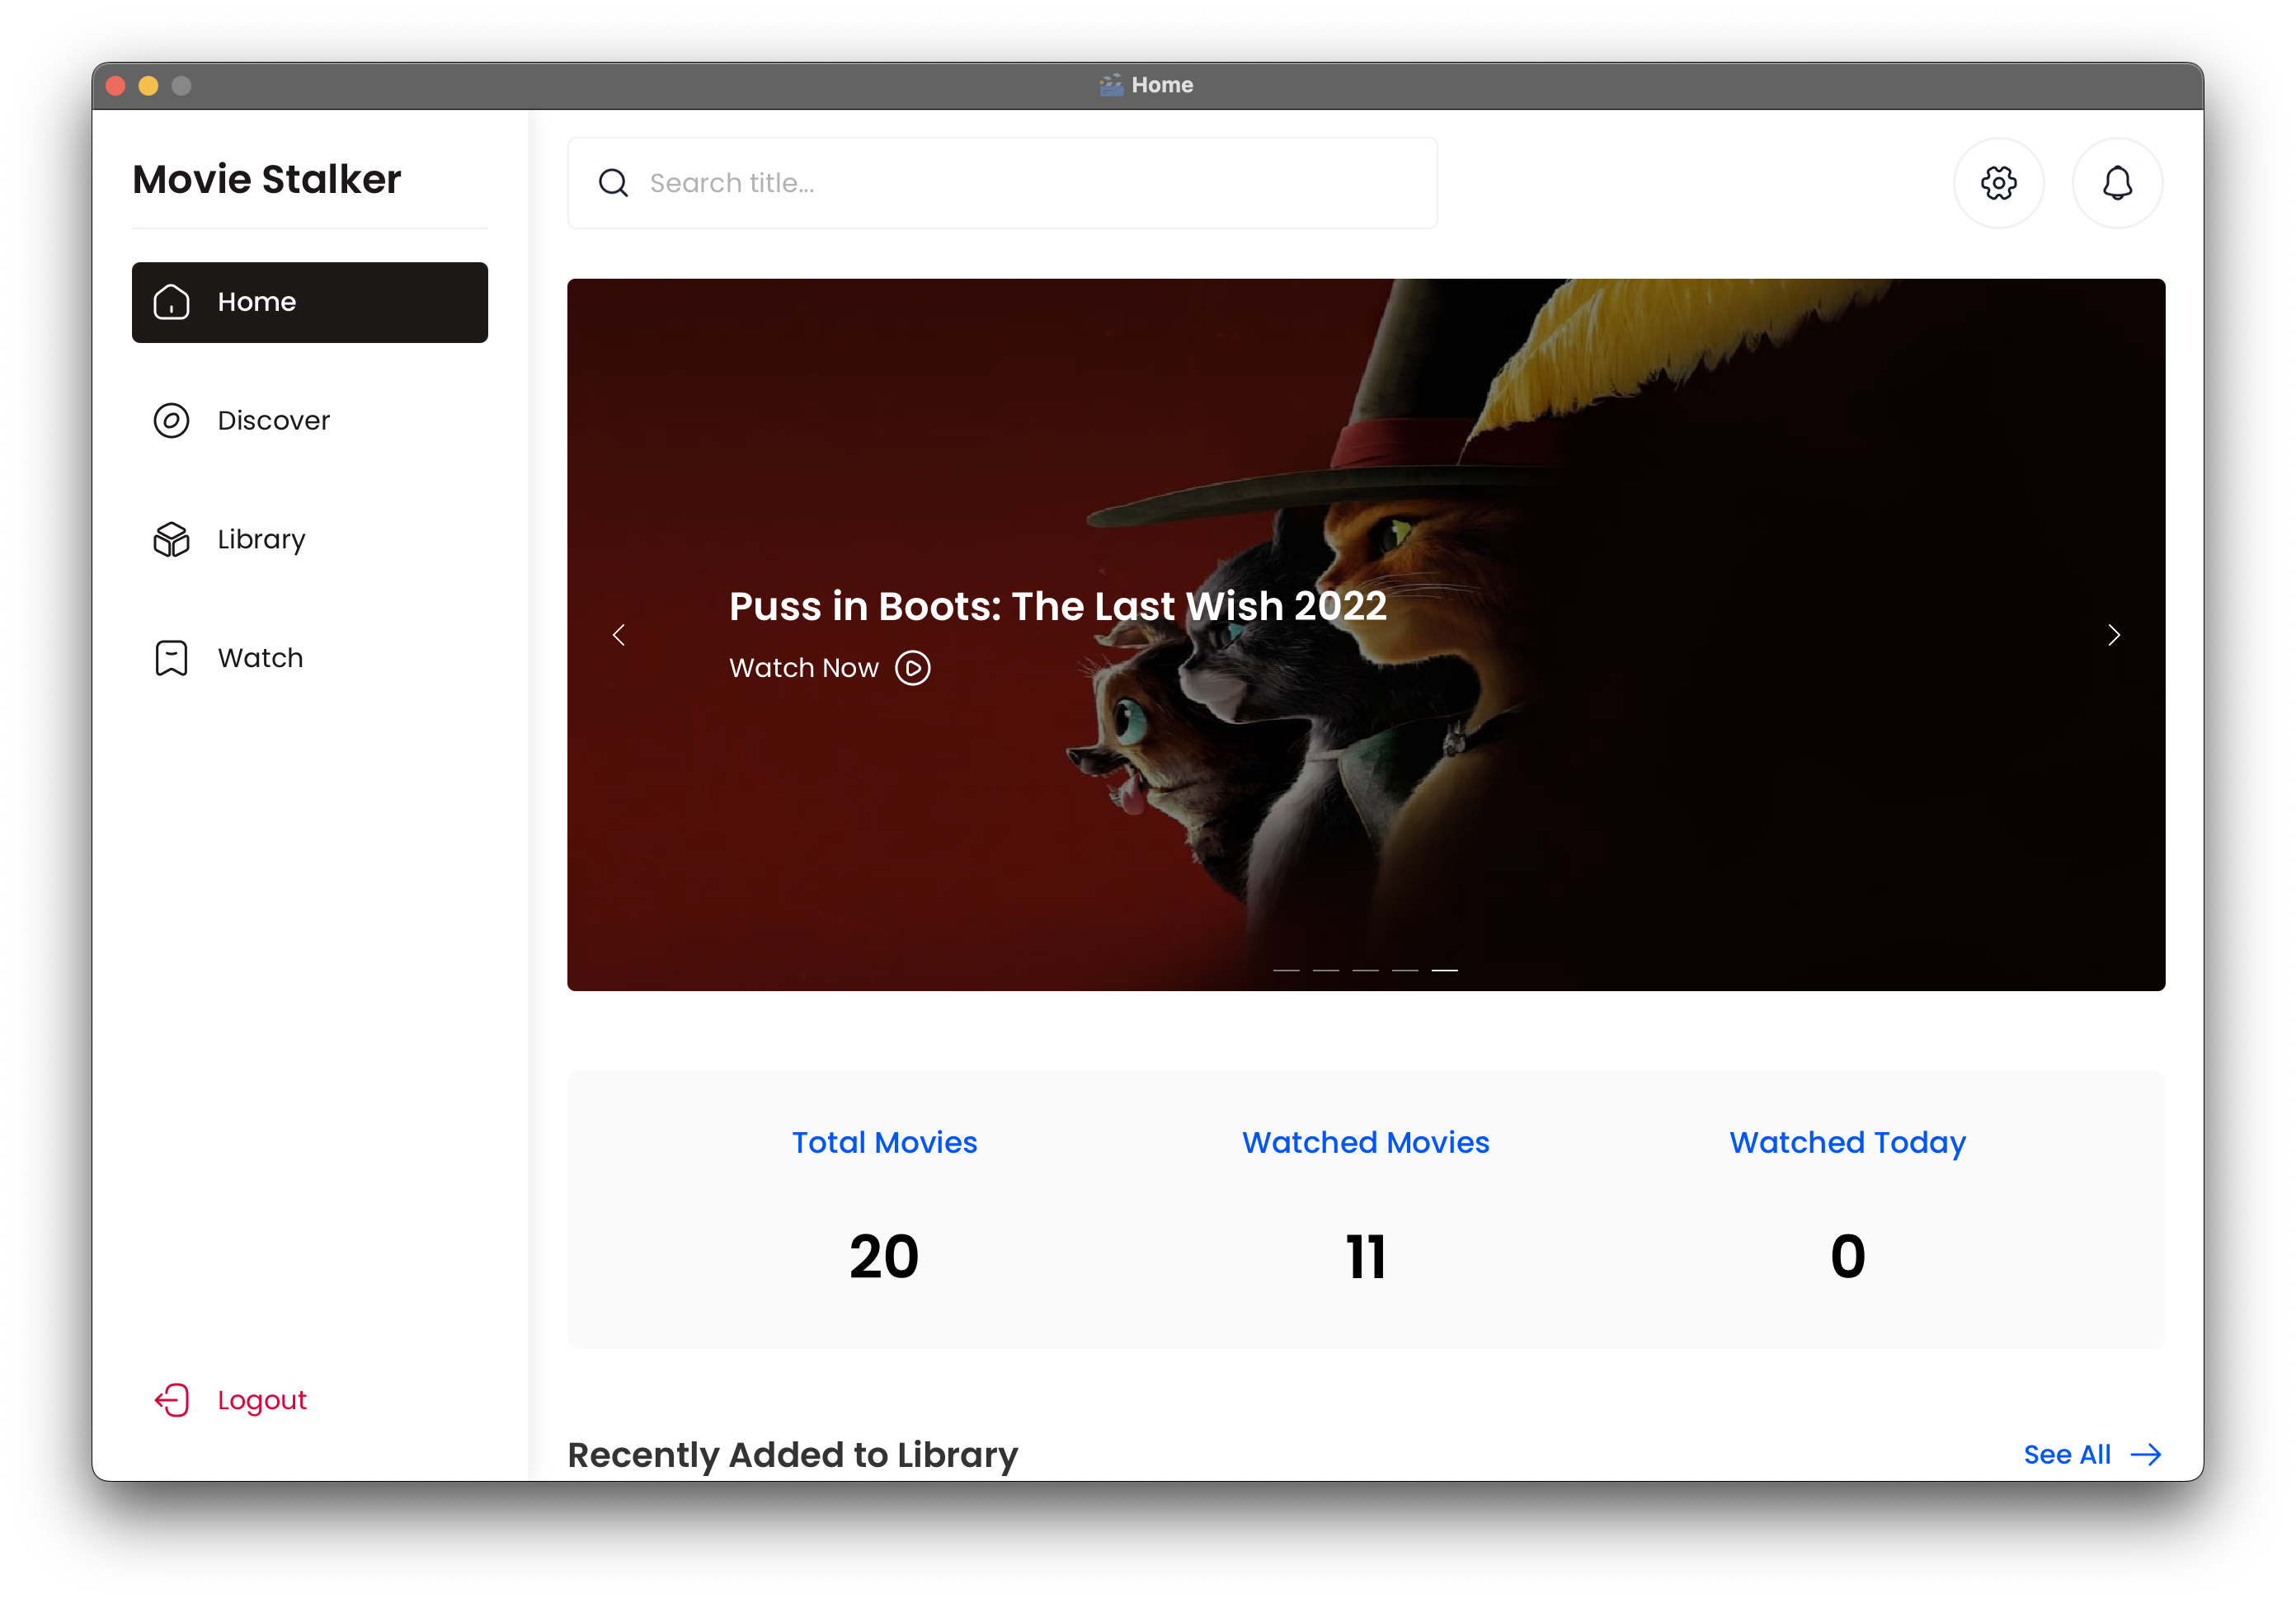 Home
Movie Stalker
Search title...
Home
Discover
Library
Watch
Logout
Puss in Boots: The Last Wish 2022
Watch Now
Total Movies
Watched Movies
Watched Today
20
11
0
Recently Added to Library
See All